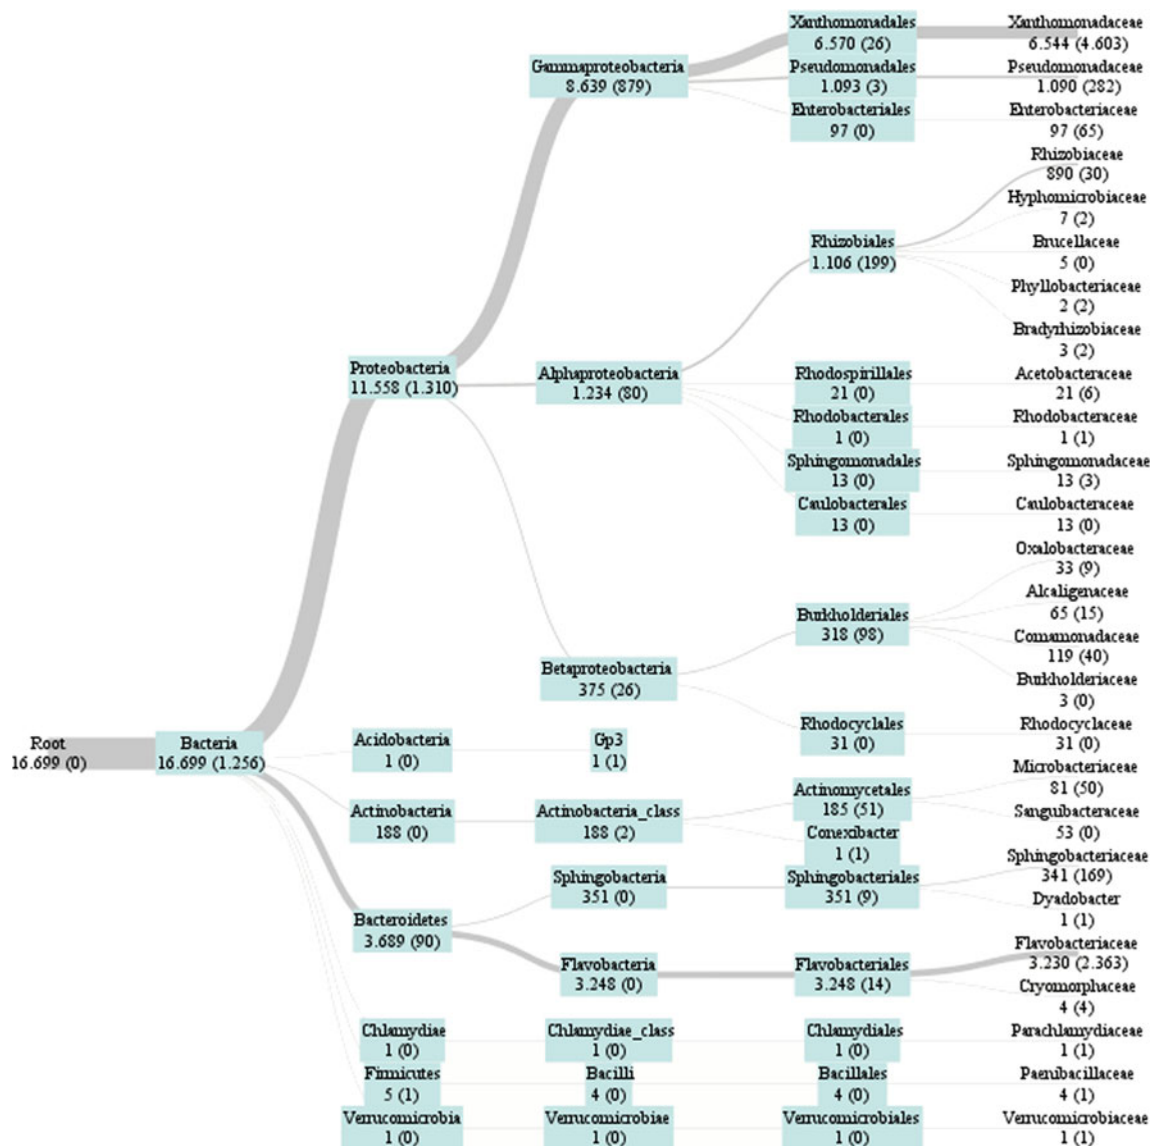 Root
16.699 (0)
Bacteria
16.699 (1.256)
Proteobacteria
11.558 (1.310)
Gammaproteobacteria
8.639 (879)
Xanthomonadales
6.570 (26)
Xanthomonadaceae
6.544 (4.603)
Pseudomonadales
1.093 (3)
Pseudomonadaceae
1.090 (282)
Enterobacteriales
97 (0)
Enterobacteriaceae
97 (65)
Alphaproteobacteria
1.234 (80)
Rhizobiales
1.106 (199)
Rhizobiaceae
890 (30)
Hyphomicrobiaceae
7 (2)
Brucellaceae
5 (0)
Phyllobacteriaceae
2 (2)
Bradyrhizobiaceae
3 (2)
Rhodospirillales
21 (0)
Acetobacteraceae
21 (6)
Rhodobacterales
1 (0)
Rhodobacteraceae
1 (1)
Sphingomonadales
13 (0)
Sphingomonadaceae
13 (3)
Caulobacterales
13 (0)
Caulobacteraceae
13 (0)
Betaproteobacteria
375 (26)
Burkholderiales
318 (98)
Oxalobacteraceae
33 (9)
Alcaligenaceae
65 (15)
Comamonadaceae
119 (40)
Burkholderiaceae
3 (0)
Rhodocyclales
31 (0)
Rhodocyclaceae
31 (0)
Acidobacteria
1 (0)
Gp3
1 (1)
Actinobacteria
188 (0)
Actinobacteria_class
188 (2)
Actinomycetales
185 (51)
Microbacteriaceae
81 (50)
Sanguibacteraceae
53 (0)
Conexibacter
1 (1)
Bacteroidetes
3.689 (90)
Sphingobacteria
351 (0)
Sphingobacteriales
351 (9)
Sphingobacteriaceae
341 (169)
Dyadobacter
1 (1)
Flavobacteria
3.248 (0)
Flavobacteriales
3.248 (14)
Flavobacteriaceae
3.230 (2.363)
Cryomorphaceae
4 (4)
Chlamydiae
1 (0)
Chlamydiae_class
1 (0)
Chlamydiales
1 (0)
Parachlamydiaceae
1 (1)
Firmicutes
5 (1)
Bacilli
4 (0)
Bacillales
4 (0)
Paenibacillaceae
4 (1)
Verrucomicrobia
1 (0)
Verrucomicrobiae
1 (0)
Verrucomicrobiales
1 (0)
Verrucomicrobiaceae
1 (1)